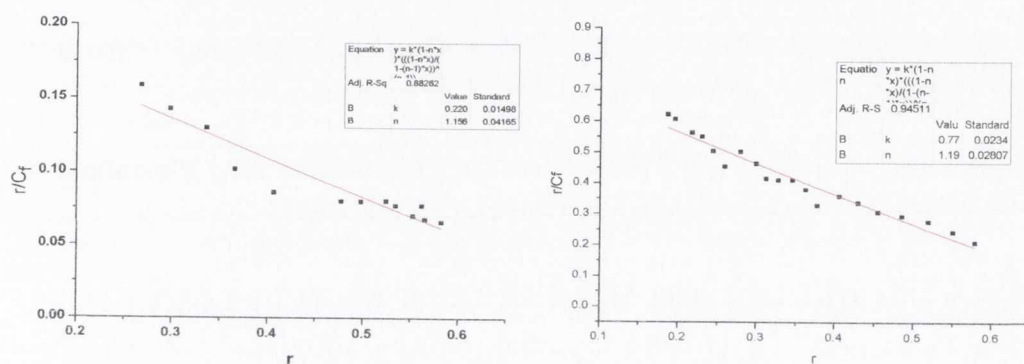 0.20
0.15
0.10
0.05
0.00
0.2
0.3
0.4
0.5
0.6
r/Cf
r
Equation y = k*(1-n*x
)*(((1-n*x)/(
1-(n-1)*x))^
Adj. R-Sq 0.88282
Value Standard
B k 0.220 0.01498
B n 1.156 0.04165
0.9
0.8
0.7
0.6
0.5
0.4
0.3
0.2
0.1
0.0
0.1
0.2
0.3
0.4
0.5
0.6
r/Cf
r
Equatio y = k*(1-n
n *x)*(((1-n
*x)/(1-(n-
Adj. R-S 0.94511
Valu Standard
B k 0.77 0.0234
B n 1.19 0.02807